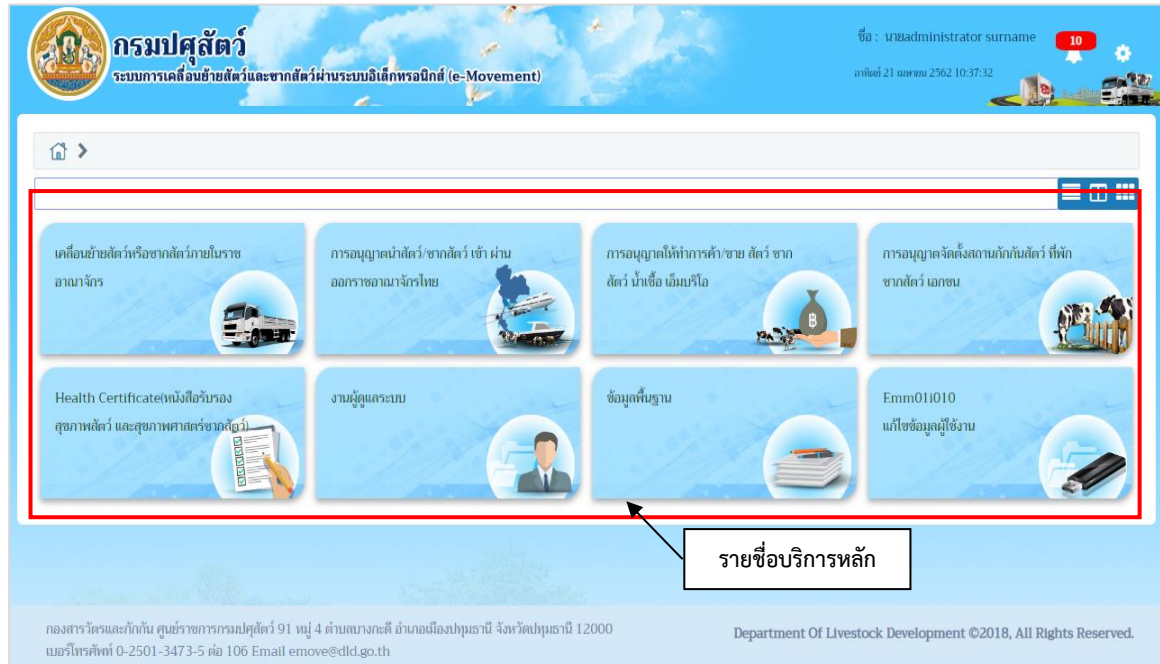 กรมปศุสัตว์
ระบบการเคลื่อนย้ายสัตว์และซากสัตว์ผ่านระบบอิเล็กทรอนิกส์ (e-Movement)
ชื่อ : นายadministrator surname
10
อาทิตย์ 21 เมษายน 2562 10:37:32
เคลื่อนย้ายสัตว์หรือซากสัตว์ภายในราช
อาณาจักร
การอนุญาตนำสัตว์/ซากสัตว์ เข้า ผ่าน
ออกราชอาณาจักรไทย
การอนุญาตให้ทำการค้า/ขาย สัตว์ ซาก
สัตว์ น้ำเชื้อ เอ็มบริโอ
การอนุญาตจัดตั้งสถานกักกันสัตว์ ที่พัก
ซากสัตว์ เอกชน
Health Certificate(หนังสือรับรอง
สุขภาพสัตว์ และสุขภาพศาสตร์ซากสัตว์)
งานผู้ดูแลระบบ
ข้อมูลพื้นฐาน
Emm01i010
แก้ไขข้อมูลผู้ใช้งาน
รายชื่อบริการหลัก
กองสารวัตรและกักกัน ศูนย์ราชการกรมปศุสัตว์ 91 หมู่ 4 ตำบลบางกะดี อำเภอเมืองปทุมธานี จังหวัดปทุมธานี 12000
เบอร์โทรศัพท์ 0-2501-3473-5 ต่อ 106 Email emove@dld.go.th
Department Of Livestock Development ©2018, All Rights Reserved.